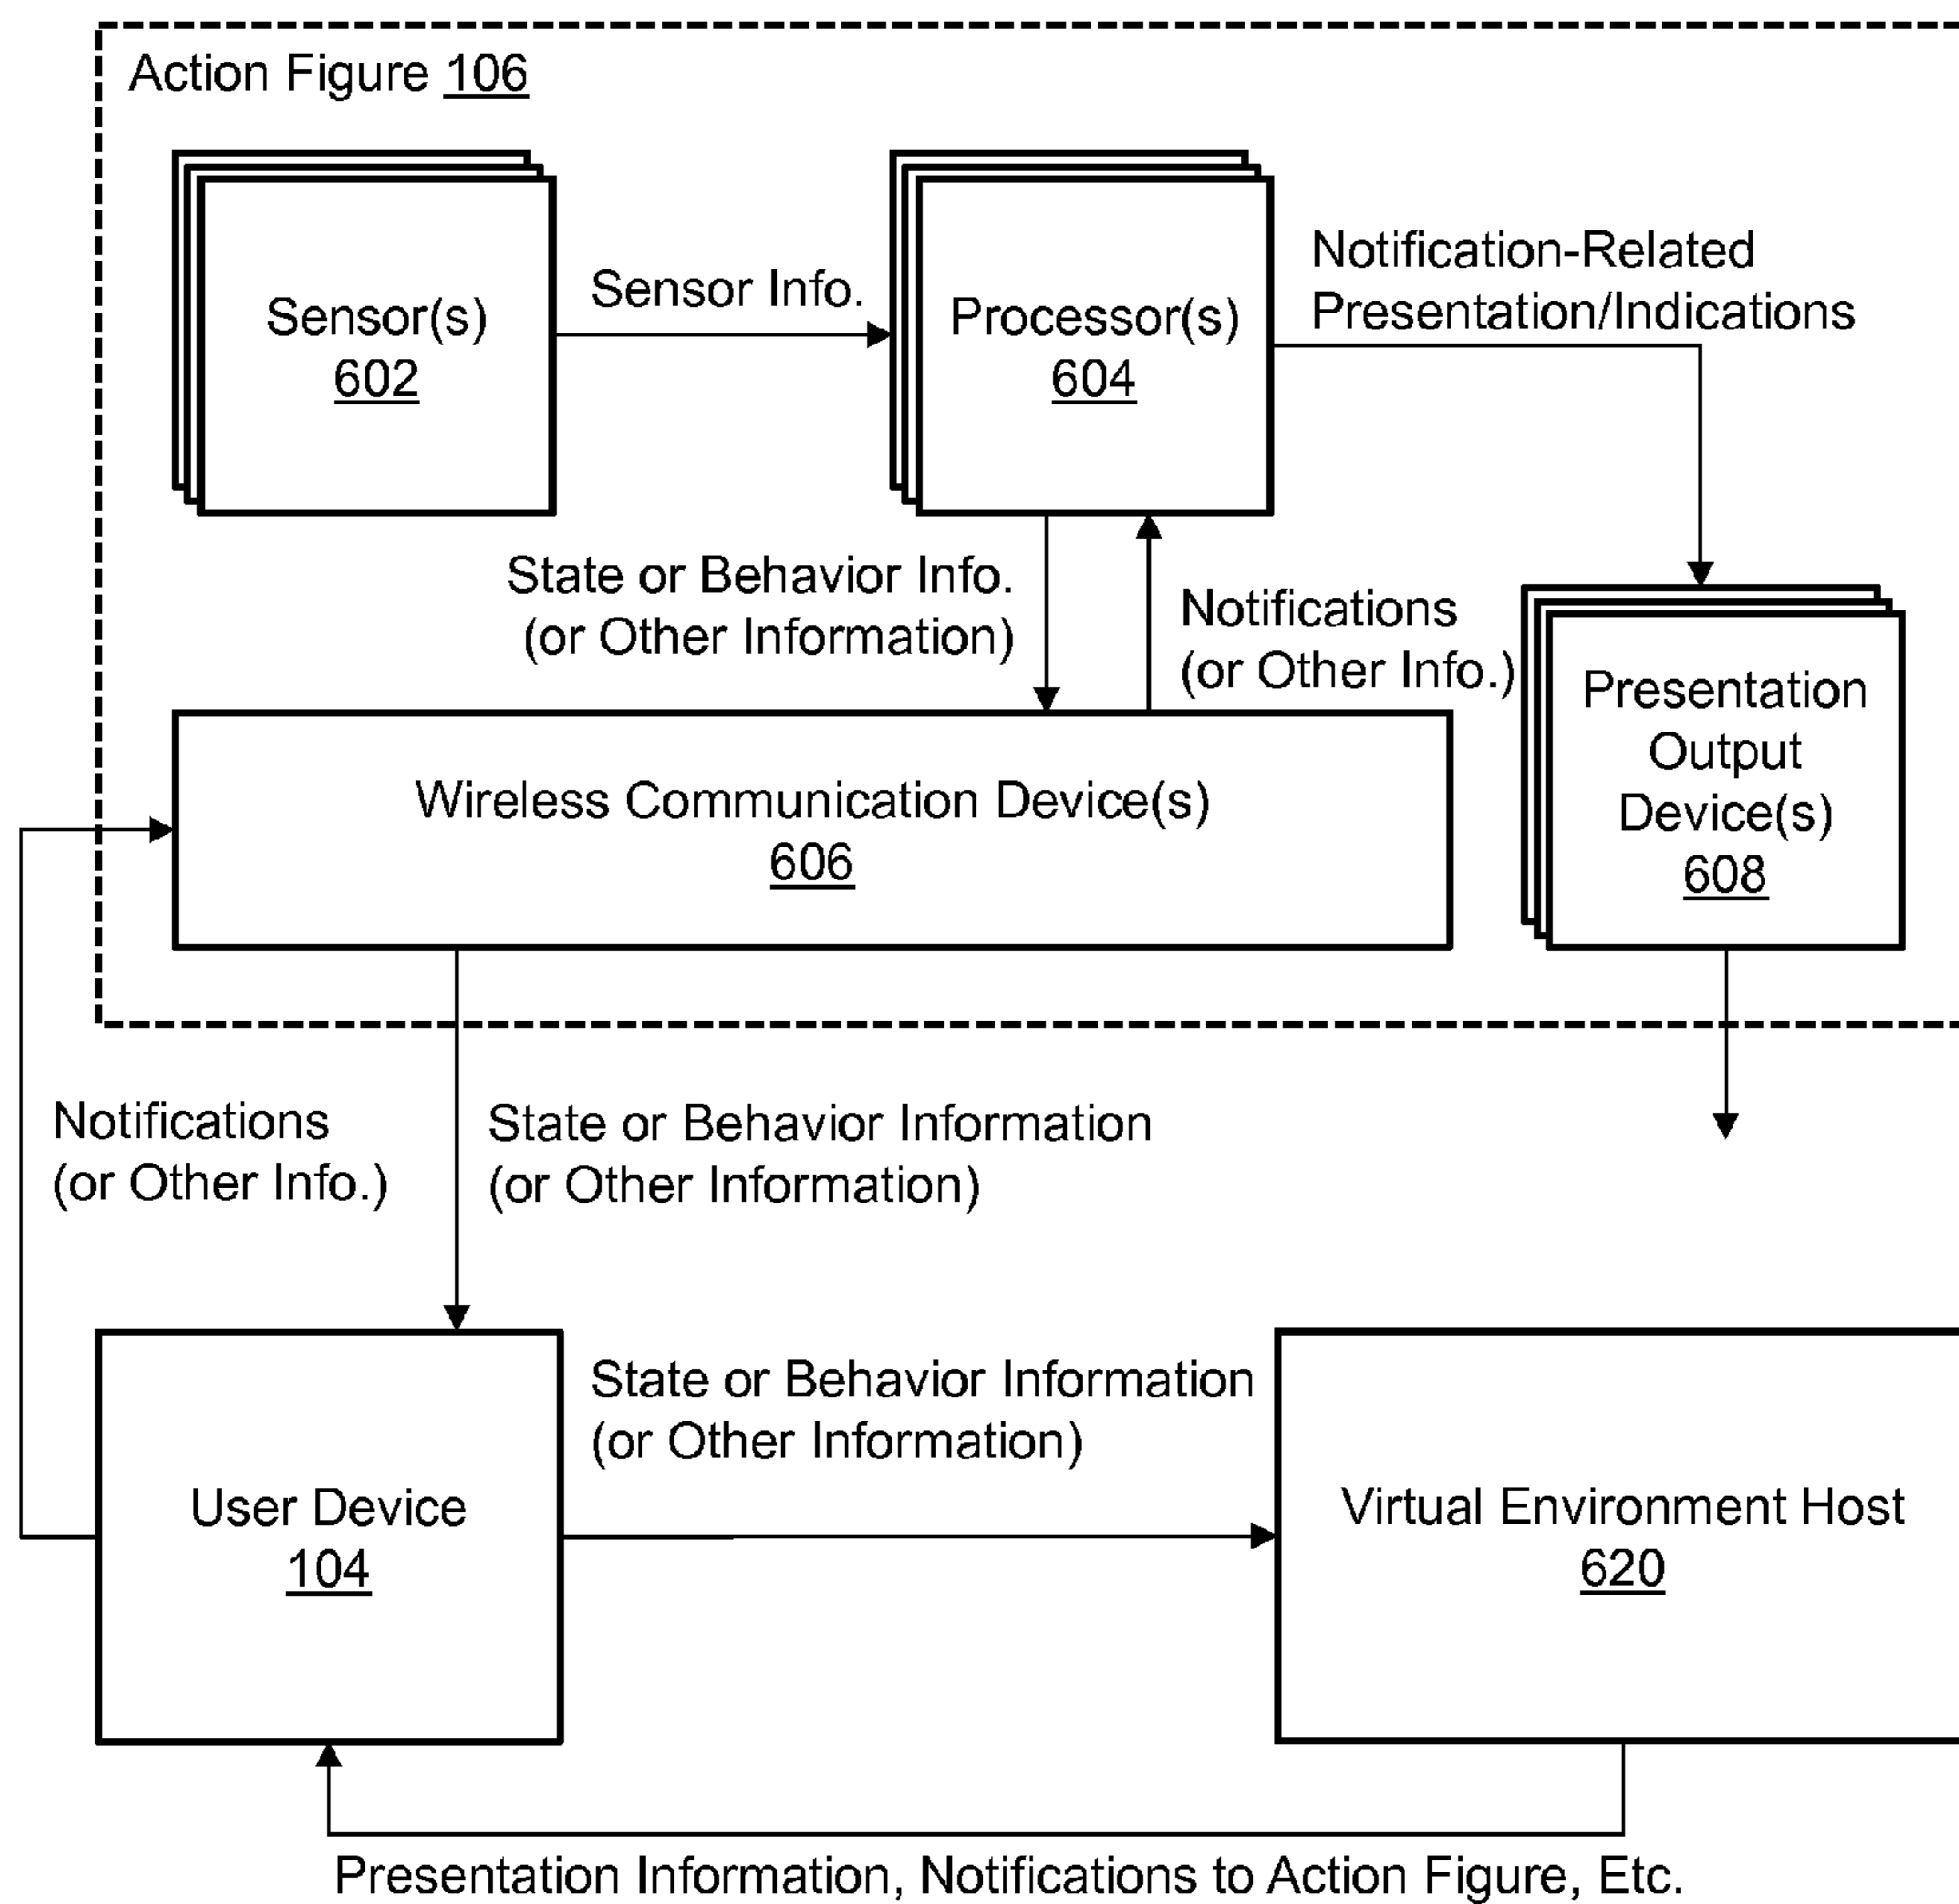 Action Figure 106
Sensor(s)
602
Sensor Info.
Processor(s)
604
Notification-Related
Presentation/Indications
State or Behavior Info.
(or Other Information)
Notifications
(or Other Info.)
Presentation
Output
Device(s)
608
Wireless Communication Device(s)
606
Notifications
(or Other Info.)
State or Behavior Information
(or Other Information)
User Device
104
State or Behavior Information
(or Other Information)
Virtual Environment Host
620
Presentation Information, Notifications to Action Figure, Etc.